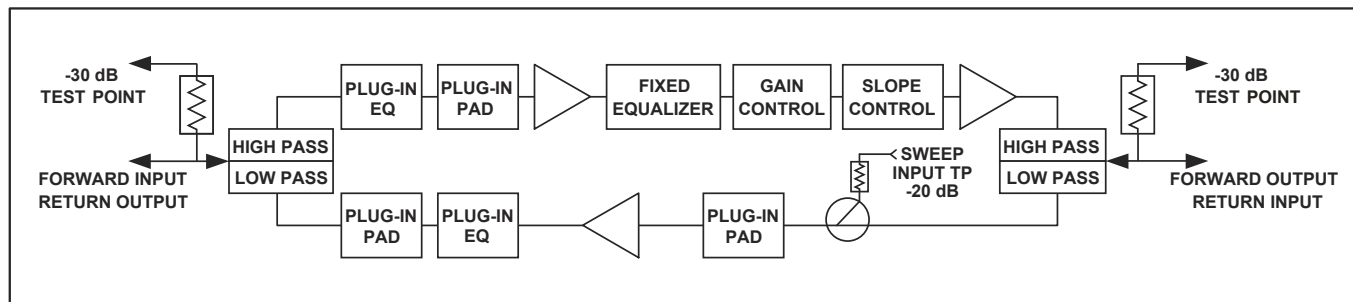 -30 dB
TEST POINT
FORWARD INPUT
RETURN OUTPUT
HIGH PASS
LOW PASS
PLUG-IN
EQ
PLUG-IN
PAD
FIXED
EQUALIZER
GAIN
CONTROL
SLOPE
CONTROL
PLUG-IN
PAD
PLUG-IN
EQ
PLUG-IN
PAD
SWEEP
INPUT TP
-20 dB
HIGH PASS
LOW PASS
-30 dB
TEST POINT
FORWARD OUTPUT
RETURN INPUT